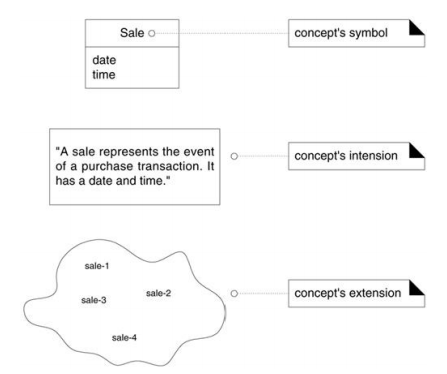 Sale
concept's symbol
date
time
"A sale represents the event
of a purchase transaction. It
has a date and time."
concept's intension
sale-1
sale-3
sale-2
concept's extension
sale-4